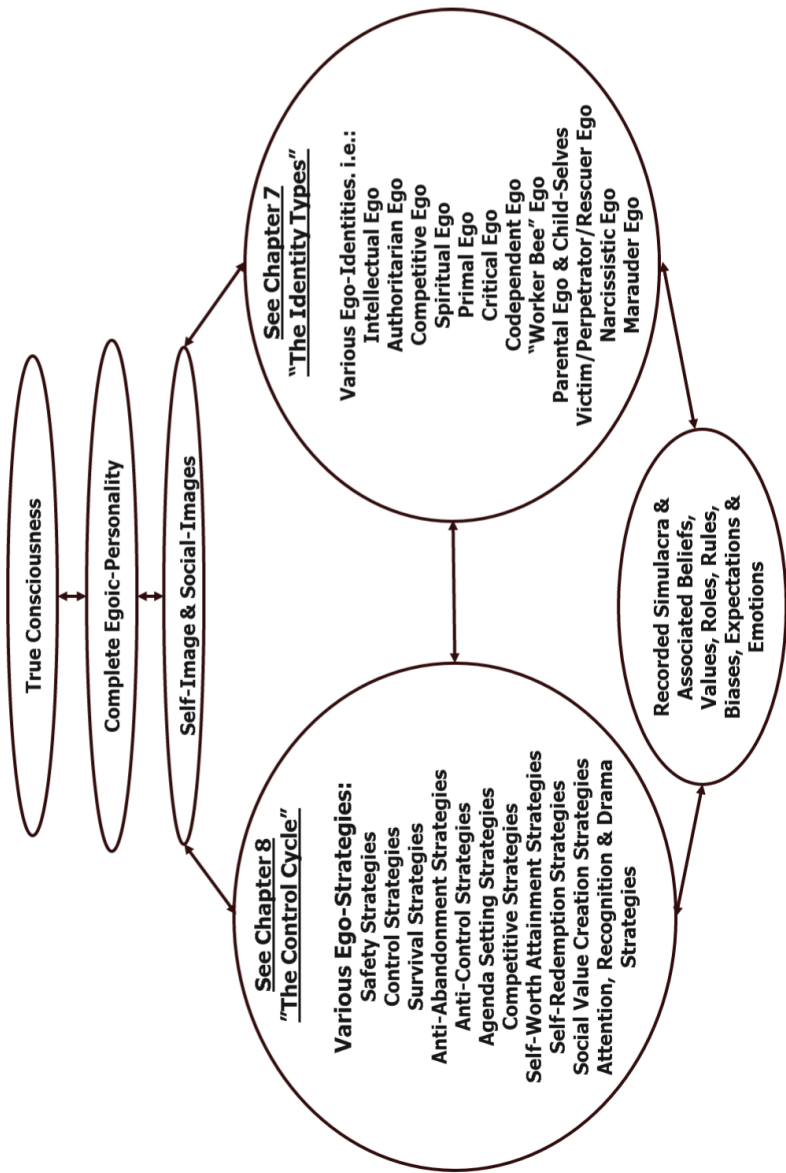 True Consciousness
Complete Egoic-Personality
Self-Image & Social-Images
See Chapter 8
"The Control Cycle"
Various Ego-Strategies:
Safety Strategies
Control Strategies
Survival Strategies
Anti-Abandonment Strategies
Anti-Control Strategies
Agenda Setting Strategies
Competitive Strategies
Self-Worth Attainment Strategies
Self-Redemption Strategies
Social Value Creation Strategies
Attention, Recognition & Drama
Strategies
See Chapter 7
"The Identity Types"
Various Ego-Identities. i.e.:
Intellectual Ego
Authoritarian Ego
Competitive Ego
Spiritual Ego
Primal Ego
Critical Ego
Codependent Ego
"Worker Bee" Ego
Parental Ego & Child-Selves
Victim/Perpetrator/Rescuer Ego
Narcissistic Ego
Marauder Ego
Recorded Simulacra &
Associated Beliefs,
Values, Roles, Rules,
Biases, Expectations &
Emotions